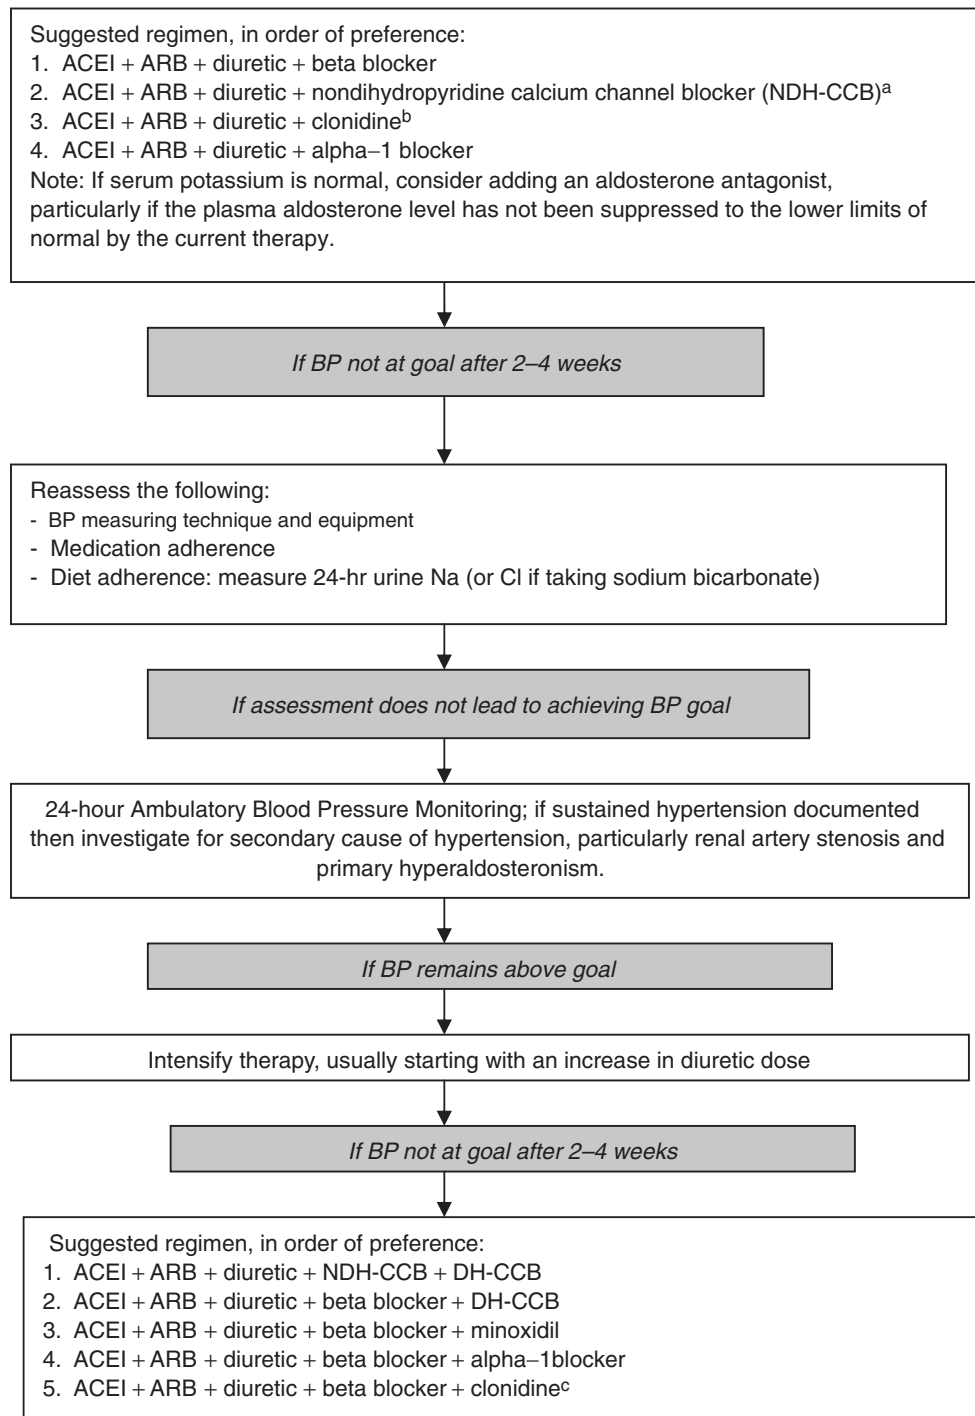 Suggested regimen, in order of preference:
1. ACEI + ARB + diuretic + beta blocker
2. ACEI + ARB + diuretic + nondihydropyridine calcium channel blocker (NDH-CCB)a
3. ACEI + ARB + diuretic + clonidineb
4. ACEI + ARB + diuretic + alpha–1 blocker
Note: If serum potassium is normal, consider adding an aldosterone antagonist,
particularly if the plasma aldosterone level has not been suppressed to the lower limits of
normal by the current therapy.
If BP not at goal after 2–4 weeks
Reassess the following:
- BP measuring technique and equipment
- Medication adherence
- Diet adherence: measure 24-hr urine Na (or Cl if taking sodium bicarbonate)
If assessment does not lead to achieving BP goal
24-hour Ambulatory Blood Pressure Monitoring; if sustained hypertension documented
then investigate for secondary cause of hypertension, particularly renal artery stenosis and
primary hyperaldosteronism.
If BP remains above goal
Intensify therapy, usually starting with an increase in diuretic dose
If BP not at goal after 2–4 weeks
Suggested regimen, in order of preference:
1. ACEI + ARB + diuretic + NDH-CCB + DH-CCB
2. ACEI + ARB + diuretic + beta blocker + DH-CCB
3. ACEI + ARB + diuretic + beta blocker + minoxidil
4. ACEI + ARB + diuretic + beta blocker + alpha–1blocker
5. ACEI + ARB + diuretic + beta blocker + clonidinec